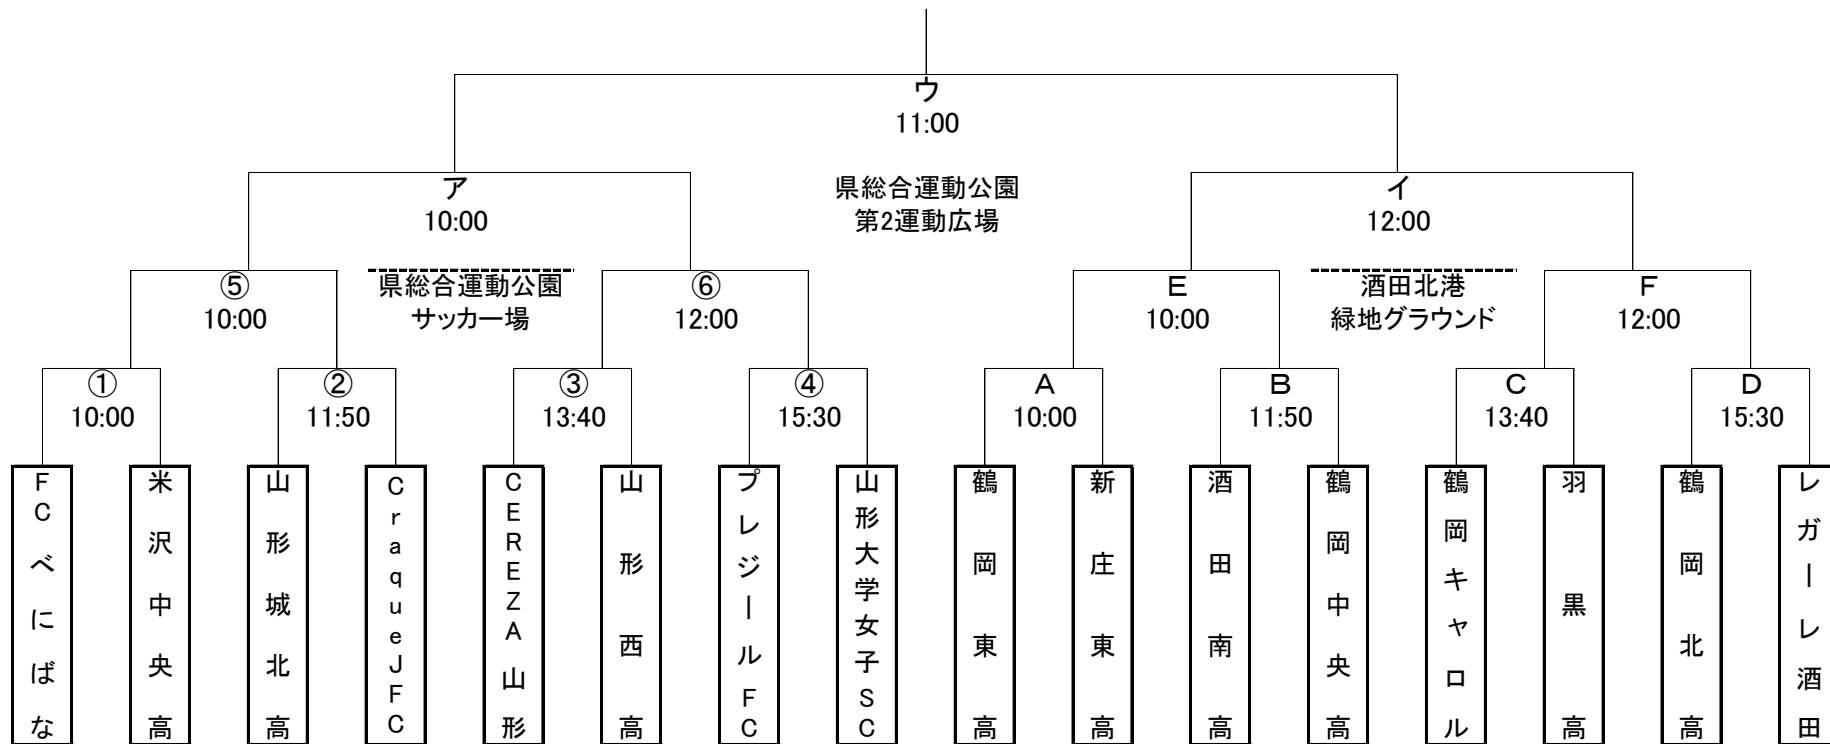 ウ
11:00
県総合運動公園
第2運動広場
ア
10:00
イ
12:00
⑤
10:00
県総合運動公園
サッカー場
⑥
12:00
E
10:00
酒田北港
緑地グラウンド
F
12:00
①
10:00
②
11:50
③
13:40
④
15:30
A
10:00
B
11:50
C
13:40
D
15:30
FCべにばな
米沢中央高
山形城北高
CraqueJFC
CEREZA山形
山形西高
プレジールFC
山形大学女子SC
鶴岡東高
新庄東高
酒田南高
鶴岡中央高
鶴岡キャロル
羽黒高
鶴岡北高
レガーレ酒田